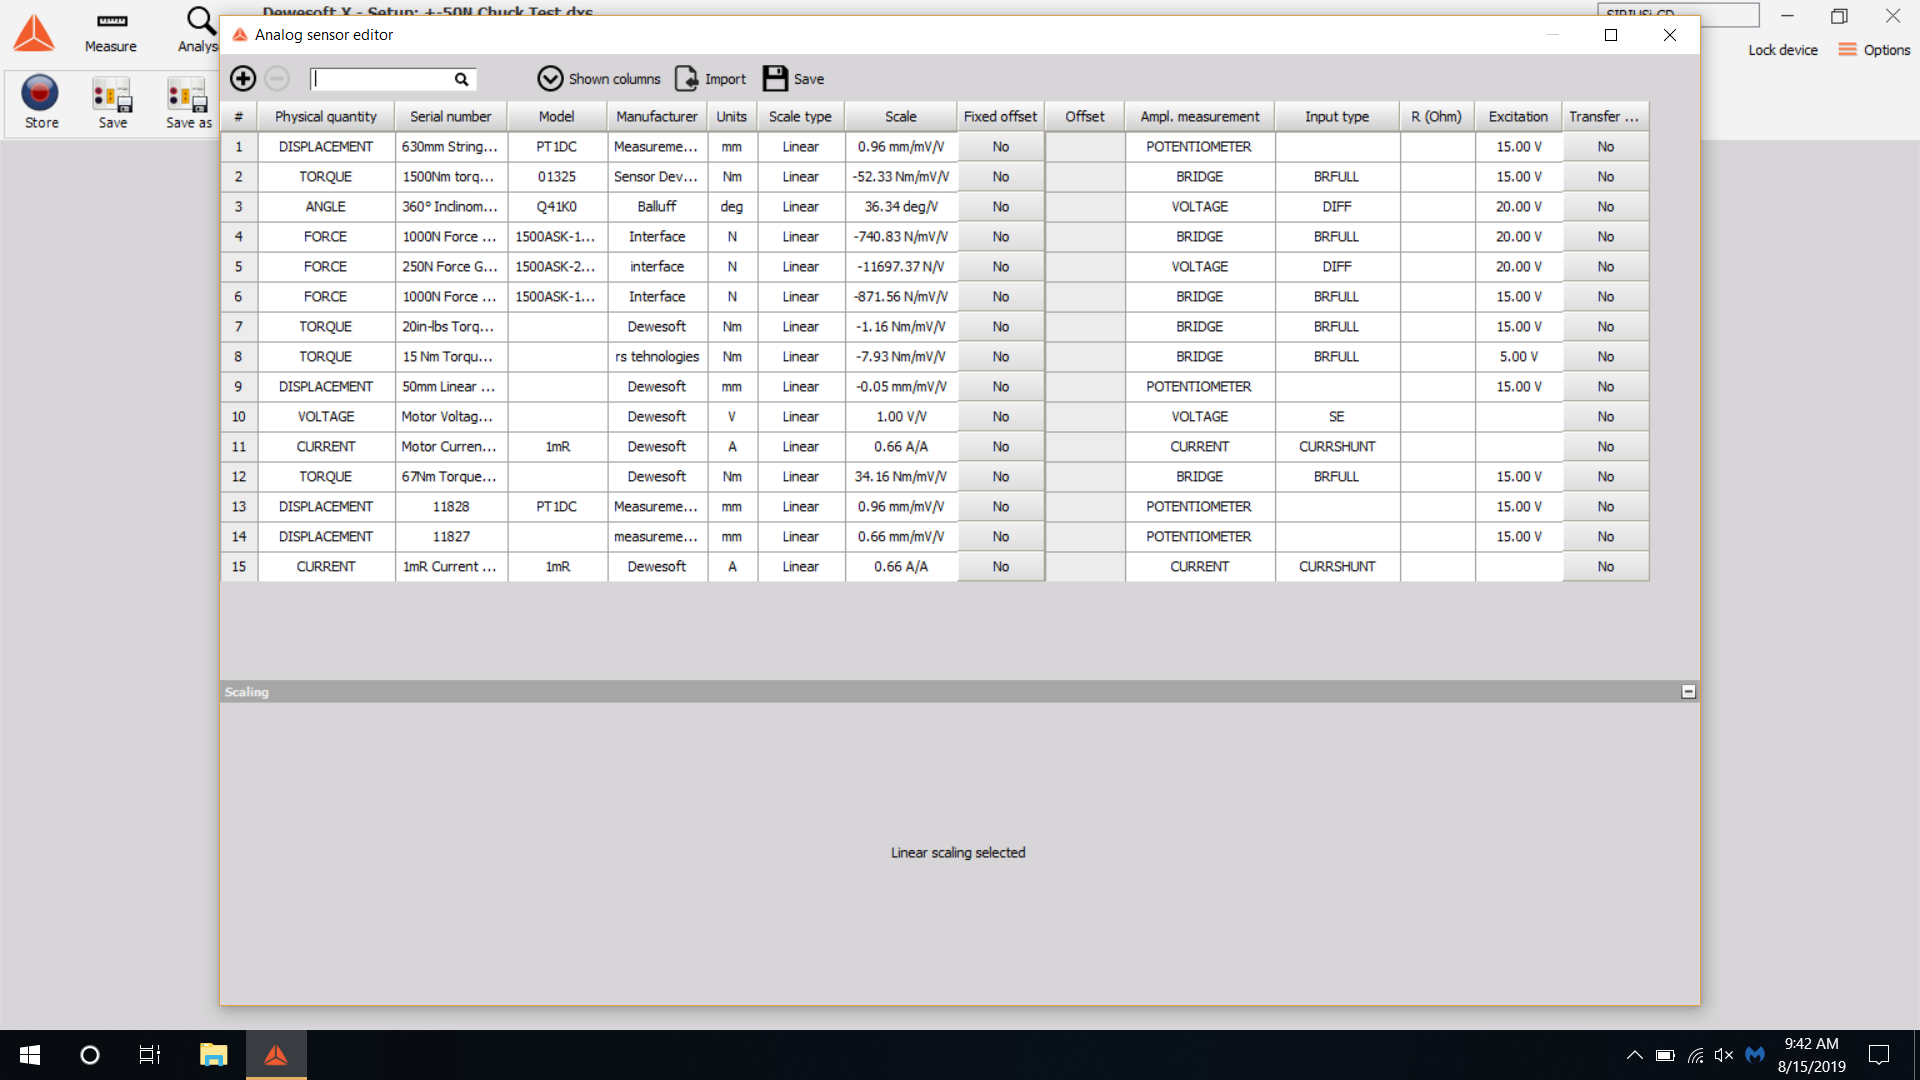 Measure
Analys
Analog sensor editor
Lock device
Options
Store
Save
Save as
Shown columns Import Save
# Physical quantity Serial number Model Manufacturer Units Scale type Scale Fixed offset Offset Ampl. measurement Input type R (Ohm) Excitation Transfer ...
1 DISPLACEMENT 630mm String... PT1DC Measureme... mm Linear 0.96 mm/mV/V No POTENTIOMETER 15.00 V No
2 TORQUE 1500Nm torq... 01325 Sensor Dev... Nm Linear -52.33 Nm/mV/V No BRIDGE BRFULL 15.00 V No
3 ANGLE 360° Inclinom... Q41K0 Balluff deg Linear 36.34 deg/V No VOLTAGE DIFF 20.00 V No
4 FORCE 1000N Force ... 1500ASK-1... Interface N Linear -740.83 N/mV/V No BRIDGE BRFULL 20.00 V No
5 FORCE 250N Force G... 1500ASK-2... interface N Linear -11697.37 N/V No VOLTAGE DIFF 20.00 V No
6 FORCE 1000N Force ... 1500ASK-1... Interface N Linear -871.56 N/mV/V No BRIDGE BRFULL 15.00 V No
7 TORQUE 20in-lbs Torq... Dewesoft Nm Linear -1.16 Nm/mV/V No BRIDGE BRFULL 15.00 V No
8 TORQUE 15 Nm Torqu... rs tehnologies Nm Linear -7.93 Nm/mV/V No BRIDGE BRFULL 5.00 V No
9 DISPLACEMENT 50mm Linear ... Dewesoft mm Linear -0.05 mm/mV/V No POTENTIOMETER 15.00 V No
10 VOLTAGE Motor Voltag... Dewesoft V Linear 1.00 V/V No VOLTAGE SE No
11 CURRENT Motor Curren... 1mR Dewesoft A Linear 0.66 A/A No CURRENT CURRSHUNT No
12 TORQUE 67Nm Torque... Dewesoft Nm Linear 34.16 Nm/mV/V No BRIDGE BRFULL 15.00 V No
13 DISPLACEMENT 11828 PT1DC Measureme... mm Linear 0.96 mm/mV/V No POTENTIOMETER 15.00 V No
14 DISPLACEMENT 11827 measureme... mm Linear 0.66 mm/mV/V No POTENTIOMETER 15.00 V No
15 CURRENT 1mR Current ... 1mR Dewesoft A Linear 0.66 A/A No CURRENT CURRSHUNT No
Scaling
Linear scaling selected
9:42 AM
8/15/2019